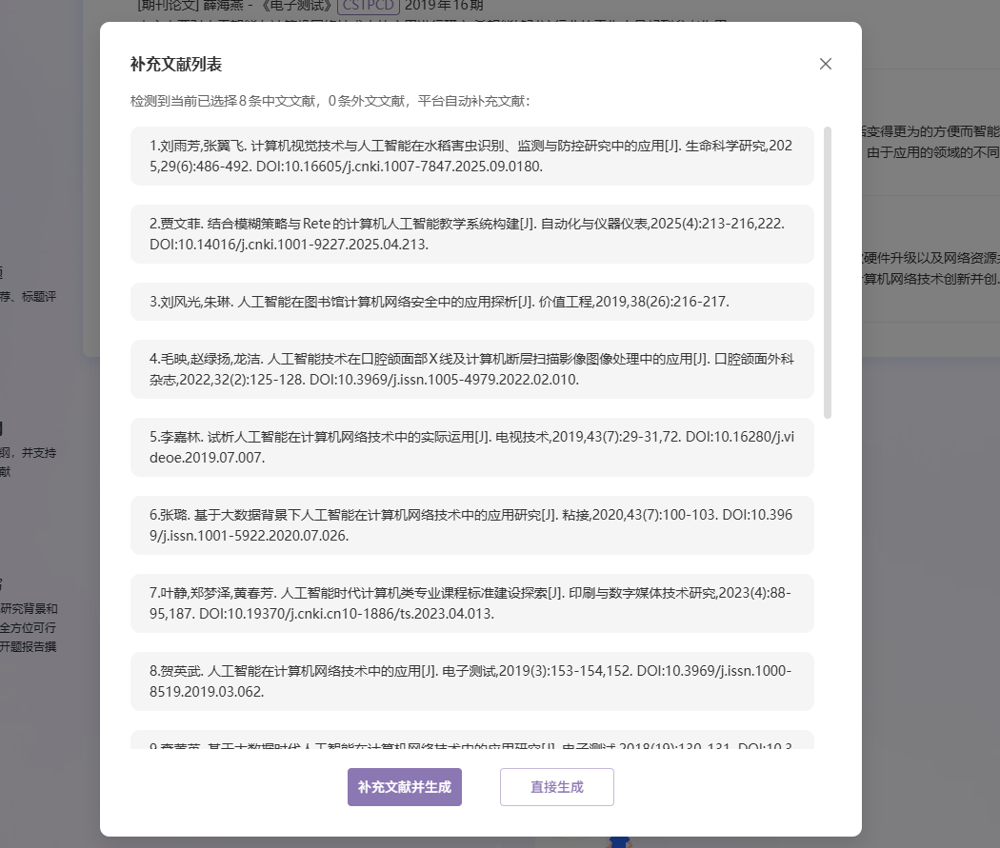 [期刊论文] 薛海燕 - 《电子测试》 CSTPCD 2019年16期
补充文献列表
检测到当前已选择8条中文文献，0条外文文献，平台自动补充文献：
1.刘雨芳,张翼飞. 计算机视觉技术与人工智能在水稻害虫识别、监测与防控研究中的应用[J]. 生命科学研究,202
5,29(6):486-492. DOI:10.16605/j.cnki.1007-7847.2025.09.0180.
2.贾文菲. 结合模糊策略与Rete的计算机人工智能教学系统构建[J]. 自动化与仪器仪表,2025(4):213-216,222.
DOI:10.14016/j.cnki.1001-9227.2025.04.213.
3.刘风光,朱琳. 人工智能在图书馆计算机网络安全中的应用探析[J]. 价值工程,2019,38(26):216-217.
4.毛映,赵绿扬,龙洁. 人工智能技术在口腔颌面部X线及计算机断层扫描影像图像处理中的应用[J]. 口腔颌面外科
杂志,2022,32(2):125-128. DOI:10.3969/j.issn.1005-4979.2022.02.010.
5.李嘉林. 试析人工智能在计算机网络技术中的实际运用[J]. 电视技术,2019,43(7):29-31,72. DOI:10.16280/j.vi
deoe.2019.07.007.
6.张璐. 基于大数据背景下人工智能在计算机网络技术中的应用研究[J]. 粘接,2020,43(7):100-103. DOI:10.396
9/j.issn.1001-5922.2020.07.026.
7.叶静,郑梦泽,黄春芳. 人工智能时代计算机类专业课程标准建设探索[J]. 印刷与数字媒体技术研究,2023(4):88-
95,187. DOI:10.19370/j.cnki.cn10-1886/ts.2023.04.013.
8.贺英武. 人工智能在计算机网络技术中的应用[J]. 电子测试,2019(3):153-154,152. DOI:10.3969/j.issn.1000-
8519.2019.03.062.
基于大数据时代人工智能在计算机网络技术中的应用研究[J]. 电子测试,2018(19):130-131. DOI:10.3
补充文献并生成
直接生成
变得更为的方便而智能
由于应用的领域的不同
硬件升级以及网络资源
算机网络技术创新并创.
荐、标题评
纲，并支持
献
研究背景和
全方位可行
开题报告撰